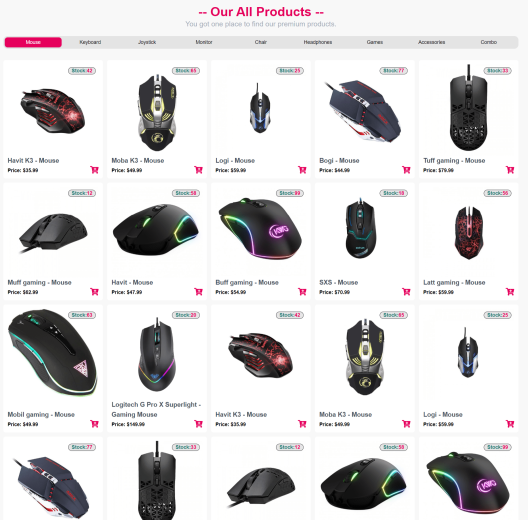 -- Our All Products --
You got one place to find our premium products.
Mouse Keyboard Joystick Monitor Chair Headphones Games Accessories Combo
Stock:42 Stock:65 Stock:25 Stock:77 Stock:33
Havit K3 - Mouse Moba K3 - Mouse Logi - Mouse Bogi - Mouse Tuff gaming - Mouse
Price: $35.99 Price: $49.99 Price: $59.99 Price: $44.99 Price: $79.99
Stock:12 Stock:58 Stock:99 Stock:18 Stock:56
Muff gaming - Mouse Havit - Mouse Buff gaming - Mouse SXS - Mouse Latt gaming - Mouse
Price: $62.99 Price: $47.99 Price: $54.99 Price: $70.99 Price: $59.99
Stock:63 Stock:20 Stock:42 Stock:65 Stock:25
Logitech G Pro X Superlight -
Mobil gaming - Mouse Gaming Mouse Havit K3 - Mouse Moba K3 - Mouse Logi - Mouse
Price: $49.99 Price: $149.99 Price: $35.99 Price: $49.99 Price: $59.99
Stock:77 Stock:33 Stock:12 Stock:58 Stock:99